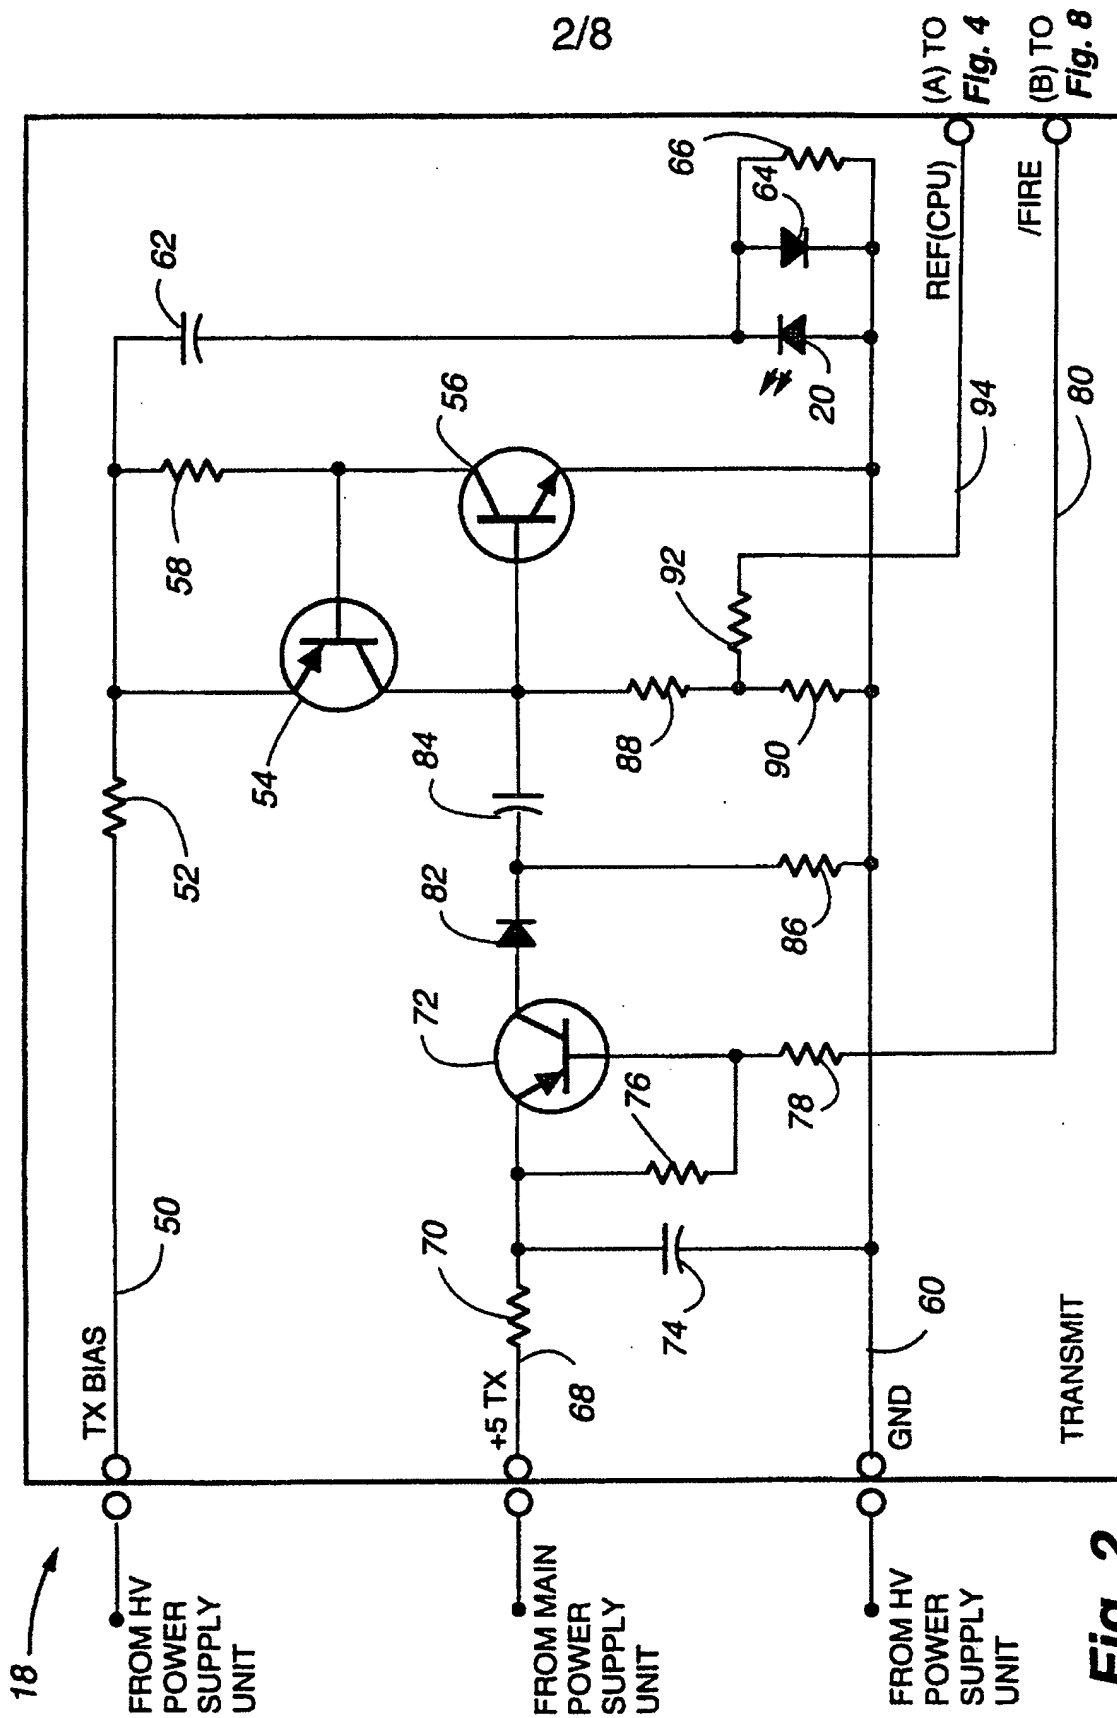 2/8
18
FROM HV
POWER
SUPPLY
UNIT
TX BIAS
50
52
54
58
56
62
FROM MAIN
POWER
SUPPLY
UNIT
+5 TX
68
70
72
82
84
74
76
78
86
88
90
92
20
64
66
FROM HV
POWER
SUPPLY
UNIT
GND
60
REF(CPU)
94
(A) TO
Fig. 4
/FIRE
80
(B) TO
Fig. 8
TRANSMIT
Fig. 2